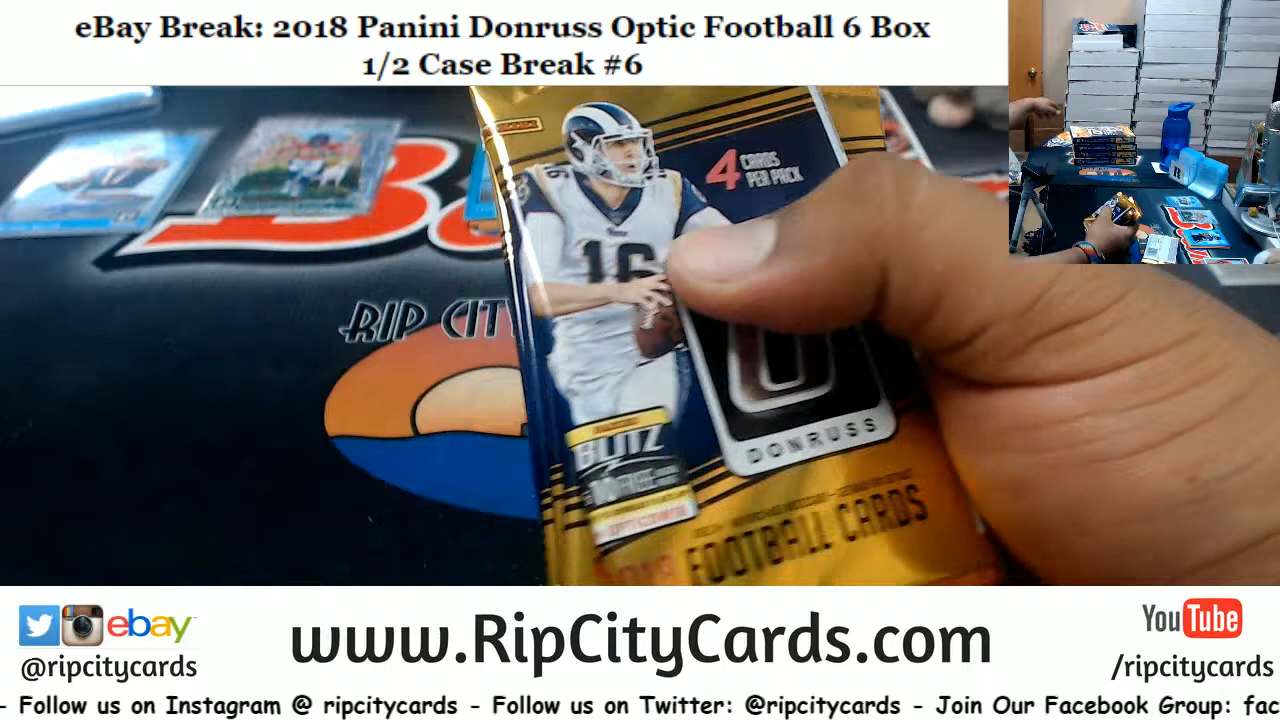 eBay Break: 2018 Panini Donruss Optic Football 6 Box
1/2 Case Break #6
4 CARDS
PER PACK
16
RIP CIT
DONRUSS
BLITZ
FOOTBALL CARDS
ebay
@ripcitycards
www.RipCityCards.com
YouTube
/ripcitycards
- Follow us on Instagram @ ripcitycards - Follow us on Twitter: @ripcitycards - Join Our Facebook Group: fac